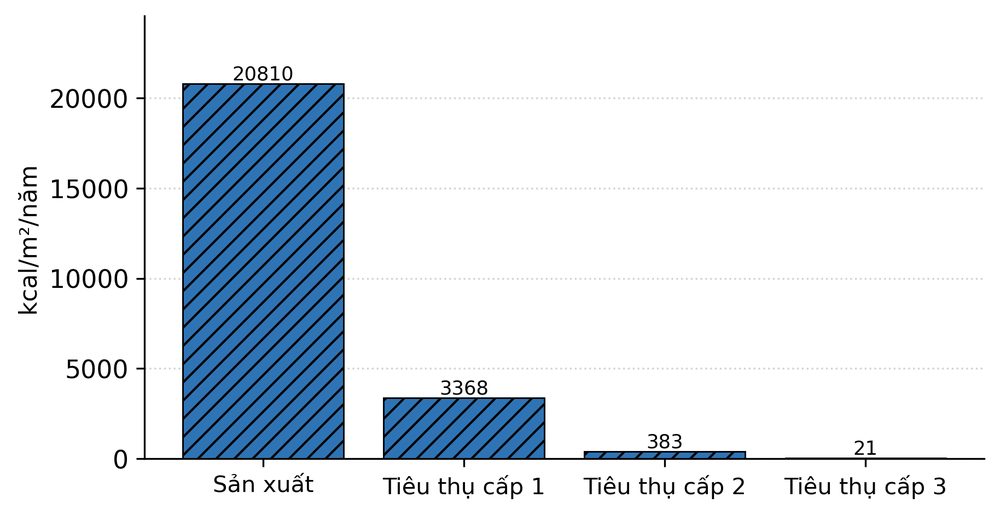 kcal/m²/năm
20000
15000
10000
5000
0
20810
3368
383
21
Sản xuất
Tiêu thụ cấp 1
Tiêu thụ cấp 2
Tiêu thụ cấp 3